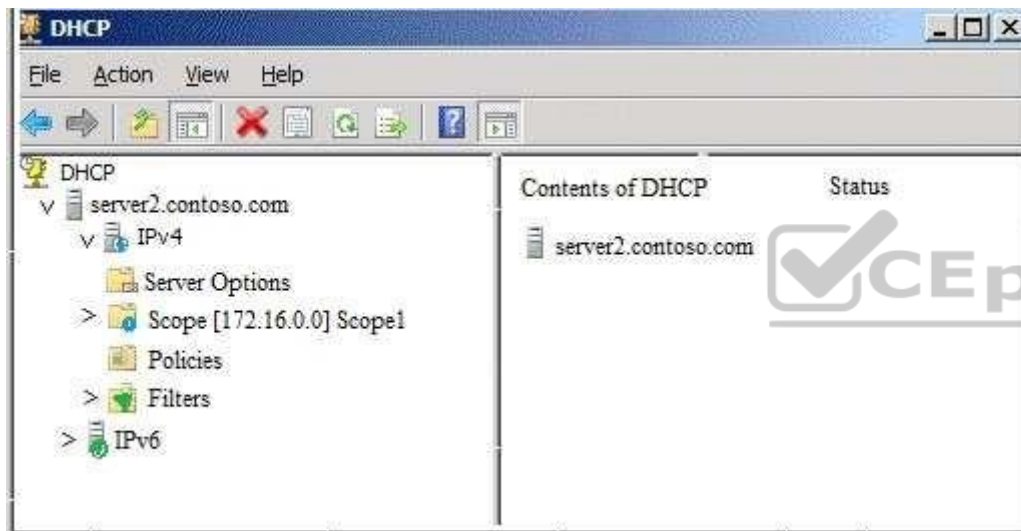 DHCP
File Action View Help
DHCP
server2.contoso.com
IPv4
Server Options
Scope [172.16.0.0] Scope1
Policies
Filters
IPv6
Contents of DHCP Status
server2.contoso.com